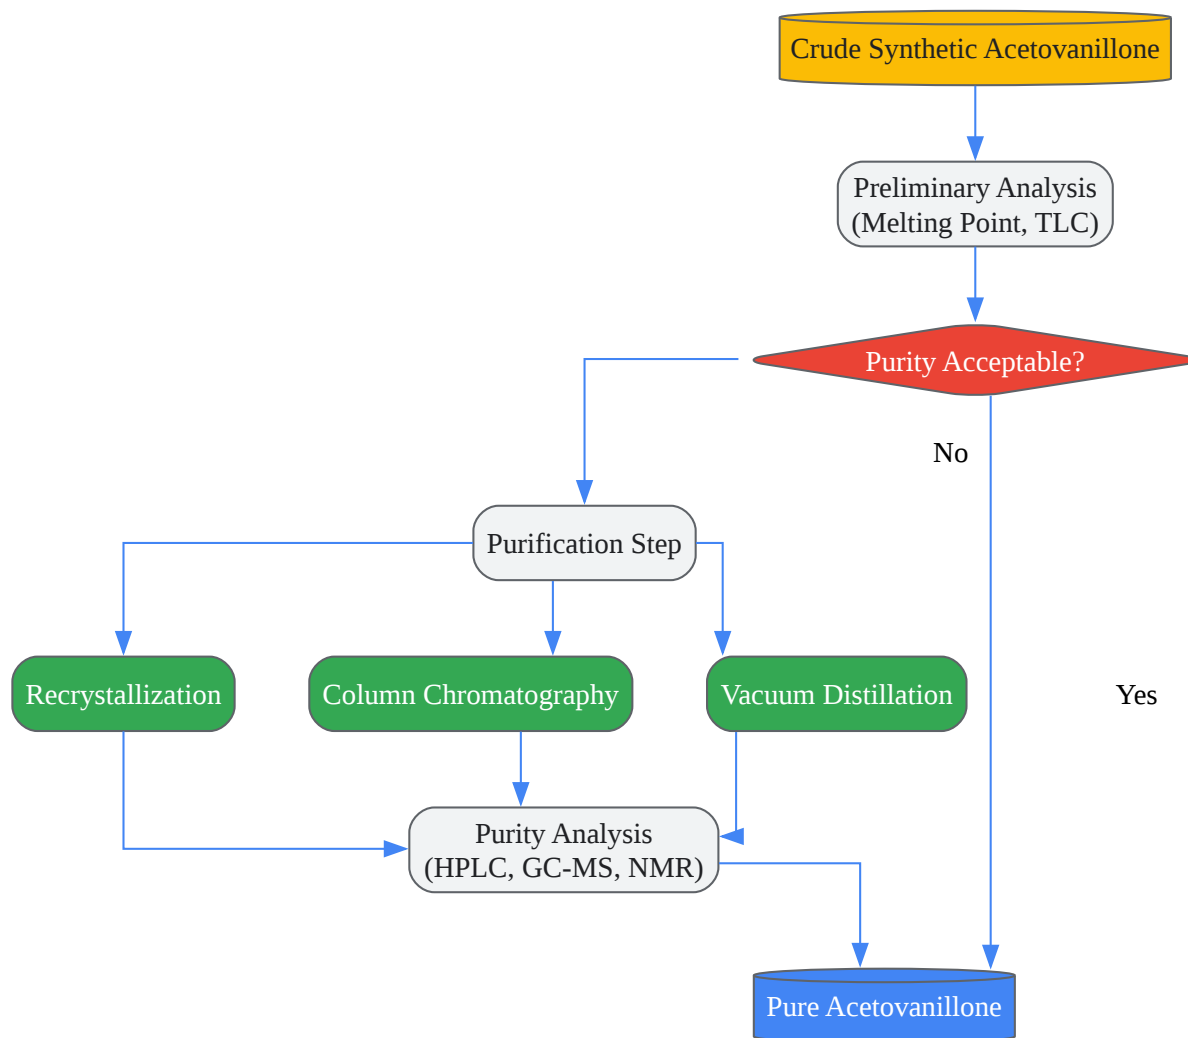 Crude Synthetic Acetovanillone
Preliminary Analysis
(Melting Point, TLC)
Purity Acceptable?
No
Purification Step
Recrystallization
Column Chromatography
Vacuum Distillation
Yes
Purity Analysis
(HPLC, GC-MS, NMR)
Pure Acetovanillone